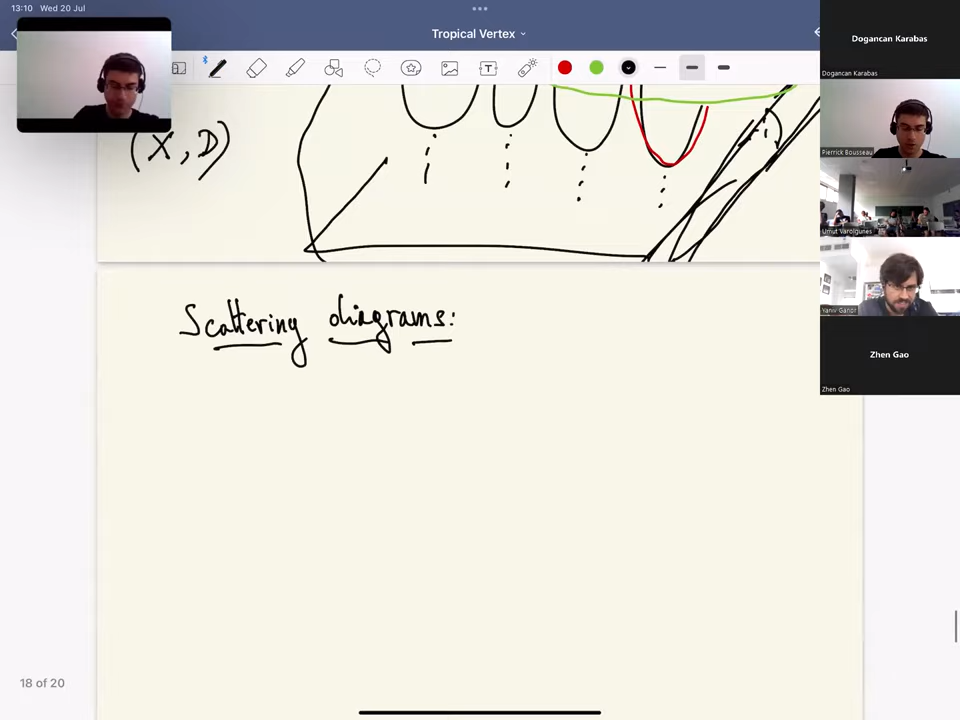 13:10 Wed 20 Jul
Tropical Vertex
Dogancan Karabas
Dogancan Karabas
Pierrick Bousseau
(X, D)
Umut Varolgunes
Yaniv Ganor
Scattering diagrams:
Zhen Gao
Zhen Gao
18 of 20